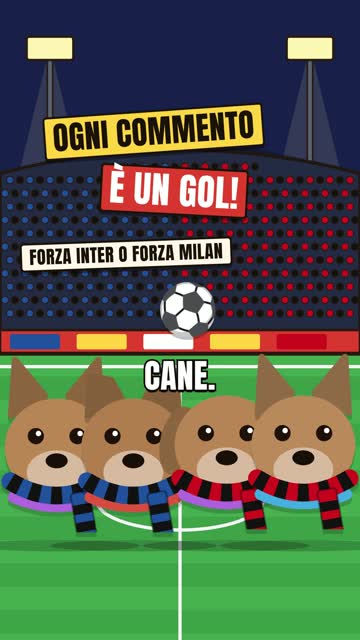 OGNI COMMENTO
È UN GOL!
FORZA INTER O FORZA MILAN
CANE.